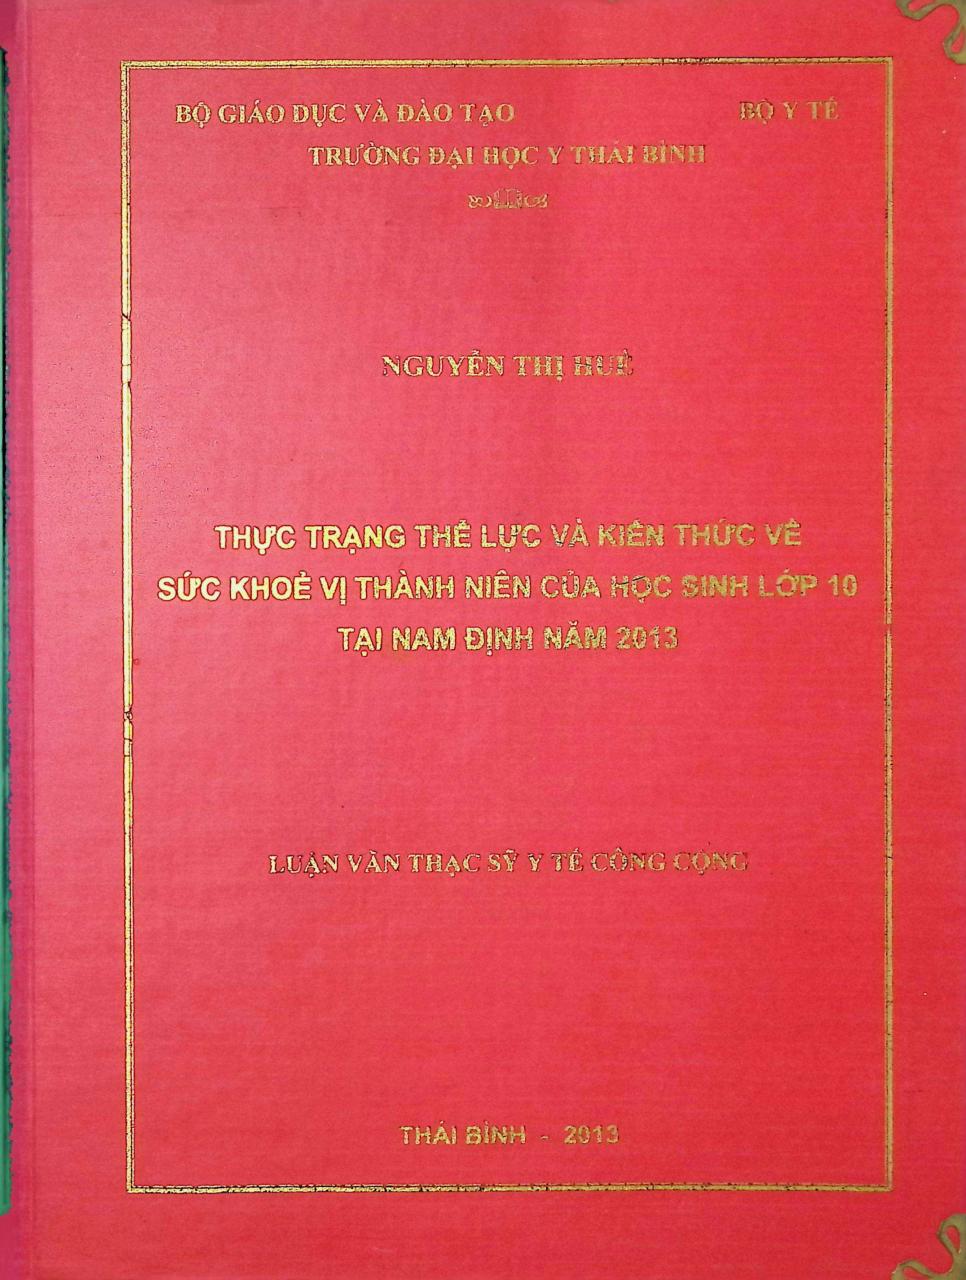 BỘ GIÁO DỤC VÀ ĐÀO TẠO BỘ Y TẾ
TRƯỜNG ĐẠI HỌC Y THÁI BÌNH
NGUYỄN THỊ HUẾ
THỰC TRẠNG THỂ LỰC VÀ KIẾN THỨC VỀ
SỨC KHOẺ VỊ THÀNH NIÊN CỦA HỌC SINH LỚP 10
TẠI NAM ĐỊNH NĂM 2013
LUẬN VĂN THẠC SỸ Y TẾ CÔNG CỘNG
THÁI BÌNH - 2013